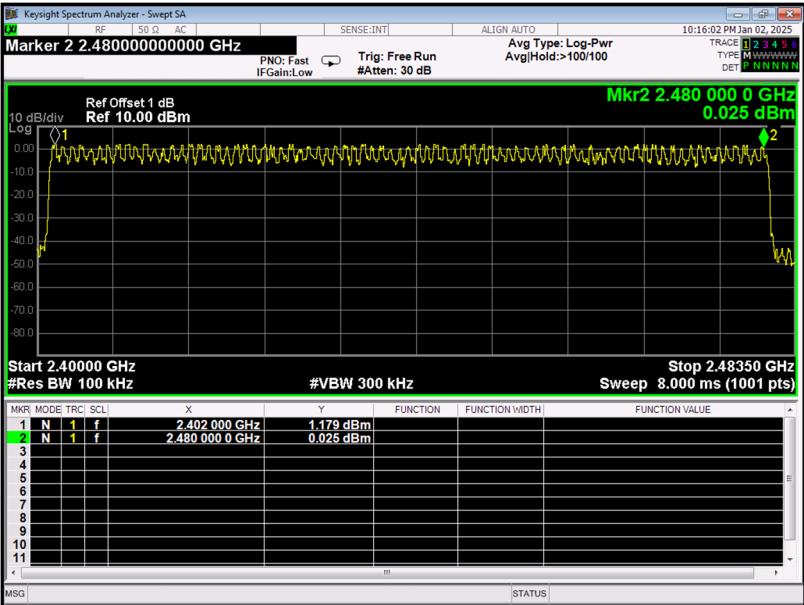 Keysight Spectrum Analyzer - Swept SA
LXI RF 50 Ω AC SENSE:INT ALIGN AUTO 10:16:02 PM Jan 02, 2025
Marker 2 2.480000000000 GHz
PNO: Fast
IFGain:Low
Trig: Free Run
#Atten: 30 dB
Avg Type: Log-Pwr
Avg|Hold:>100/100
TRACE 1 2 3 4 5 6
TYPE M WWWWW
DET P N N N N N
Ref Offset 1 dB
Ref 10.00 dBm
10 dB/div
Log
Mkr2 2.480 000 0 GHz
0.025 dBm
1
2
0.00
-10.0
-20.0
-30.0
-40.0
-50.0
-60.0
-70.0
-80.0
Start 2.40000 GHz Stop 2.48350 GHz
#Res BW 100 kHz #VBW 300 kHz Sweep 8.000 ms (1001 pts)
MKR MODE TRC SCL X Y FUNCTION FUNCTION WIDTH FUNCTION VALUE
1 N 1 f 2.402 000 GHz 1.179 dBm
2 N 1 f 2.480 000 0 GHz 0.025 dBm
3
4
5
6
7
8
9
10
11
MSG STATUS